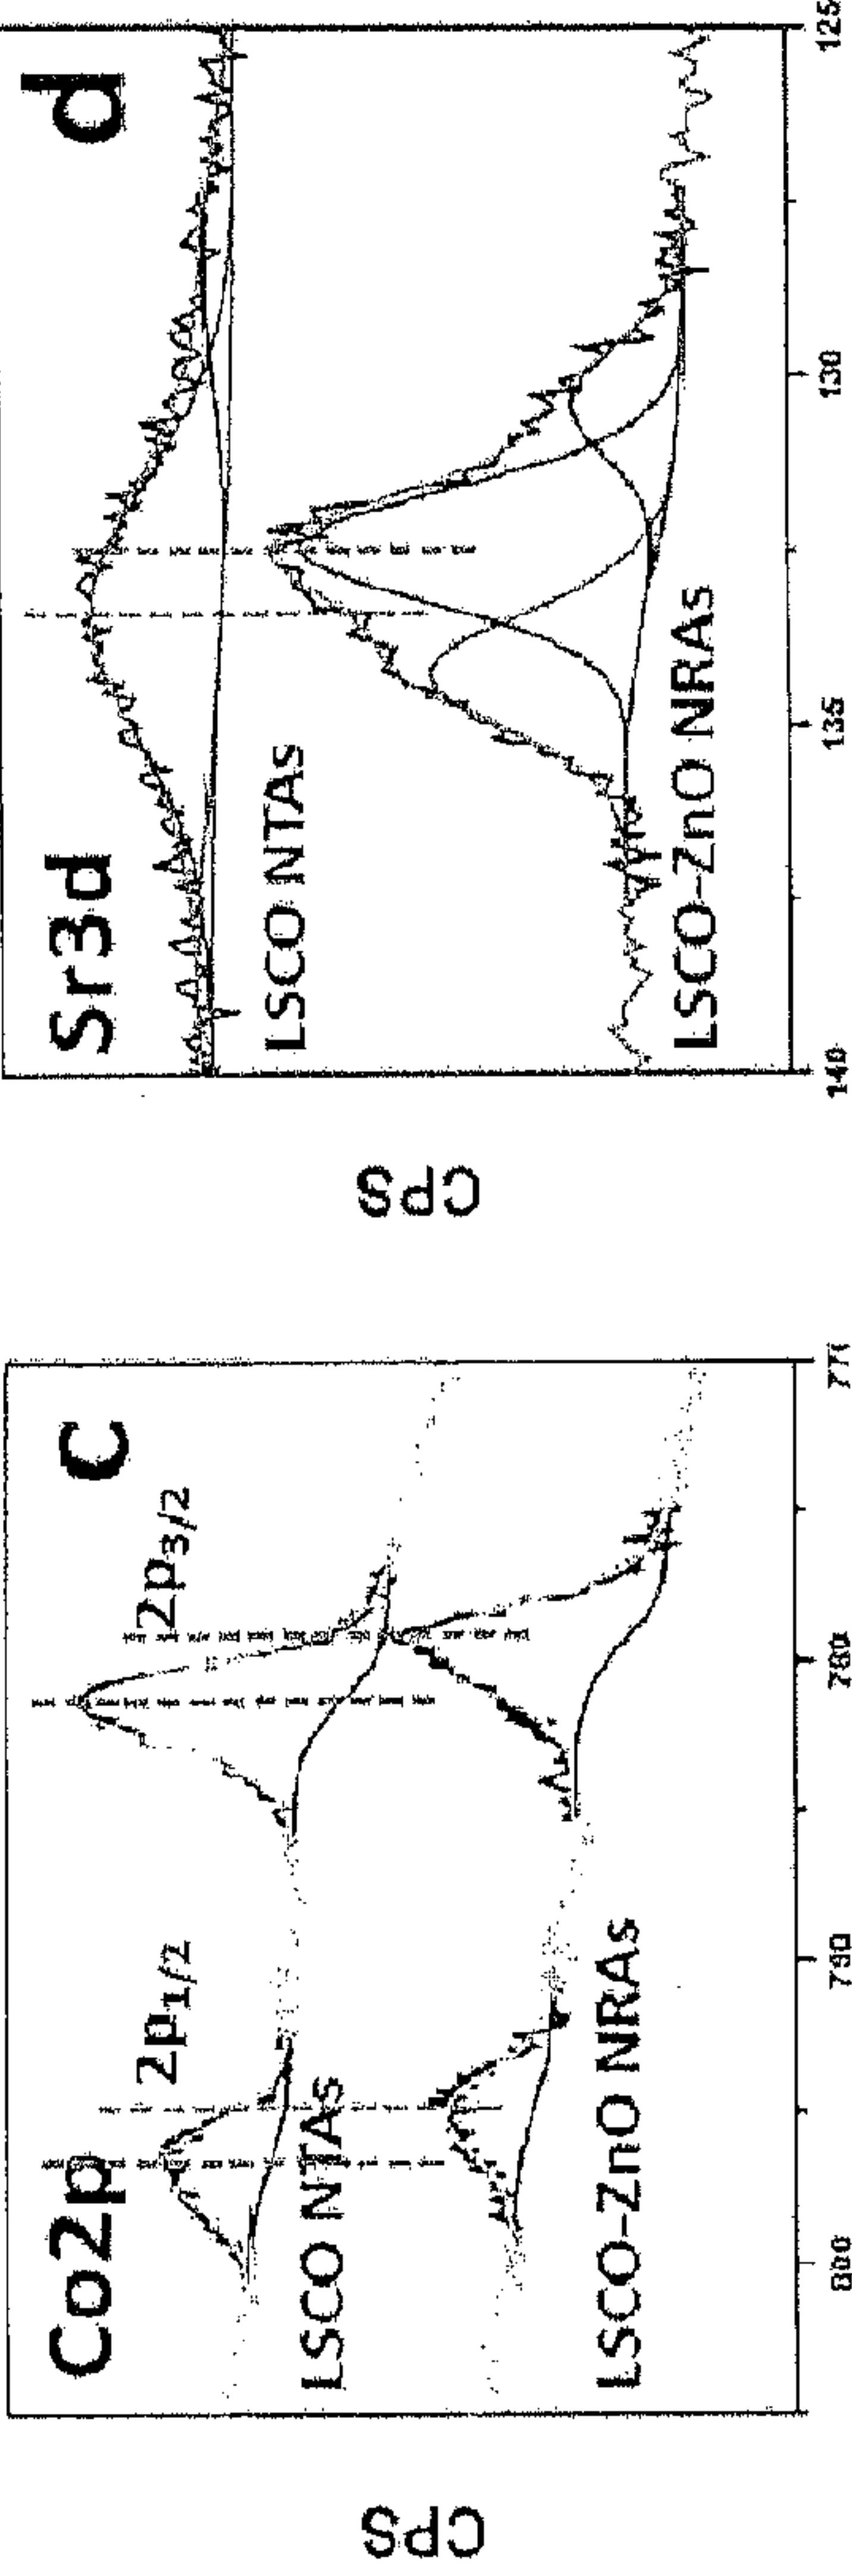 Co2p
2p1/2
2p3/2
c
LSCO NTAs
LSCO-ZnO NRAs
CPS
800
790
780
Sr3d
d
LSCO NTAs
LSCO-ZnO NRAs
CPS
140
135
130
125